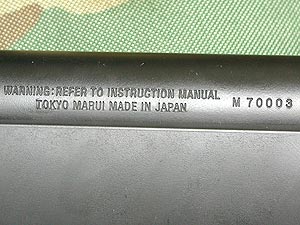 WARNING:REFER TO INSTRUCTION MANUAL
TOKYO MARUI MADE IN JAPAN M 70003